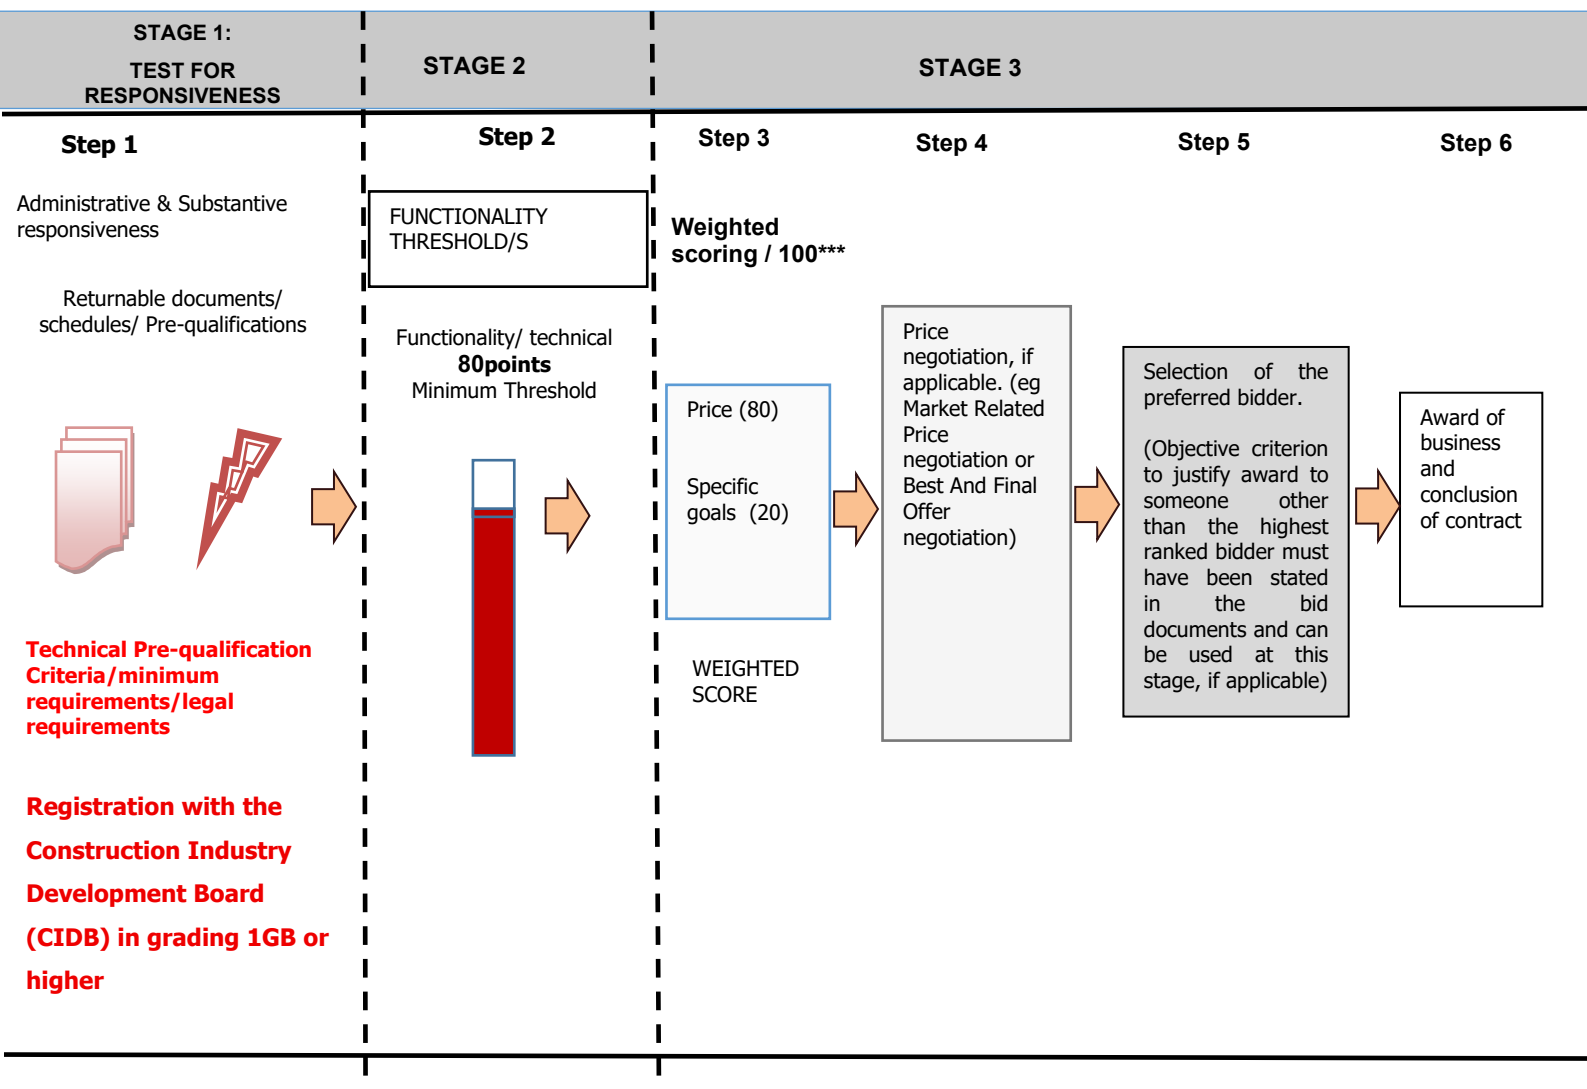 STAGE 1:
TEST FOR
RESPONSIVENESS
STAGE 2
STAGE 3
Step 1
Step 2
Step 3
Step 4
Step 5
Step 6
Administrative & Substantive
responsiveness
Returnable documents/
schedules/ Pre-qualifications
Technical Pre-qualification
Criteria/minimum
requirements/legal
requirements
Registration with the
Construction Industry
Development Board
(CIDB) in grading 1GB or
higher
FUNCTIONALITY
THRESHOLD/S
Functionality/ technical
80points
Minimum Threshold
Weighted
scoring / 100***
Price (80)
Specific
goals (20)
WEIGHTED
SCORE
Price
negotiation, if
applicable. (eg
Market Related
Price
negotiation or
Best And Final
Offer
negotiation)
Selection of the
preferred bidder.
(Objective criterion
to justify award to
someone other
than the highest
ranked bidder must
have been stated
in the bid
documents and can
be used at this
stage, if applicable)
Award of
business
and
conclusion
of contract